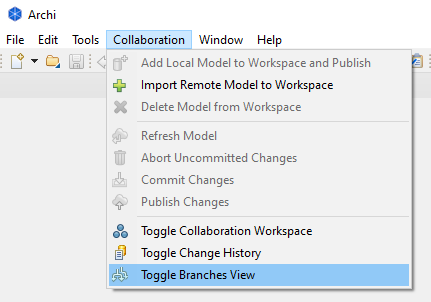 Archi
File Edit Tools Collaboration Window Help
Add Local Model to Workspace and Publish
Import Remote Model to Workspace
Delete Model from Workspace
Refresh Model
Abort Uncommitted Changes
Commit Changes
Publish Changes
Toggle Collaboration Workspace
Toggle Change History
Toggle Branches View